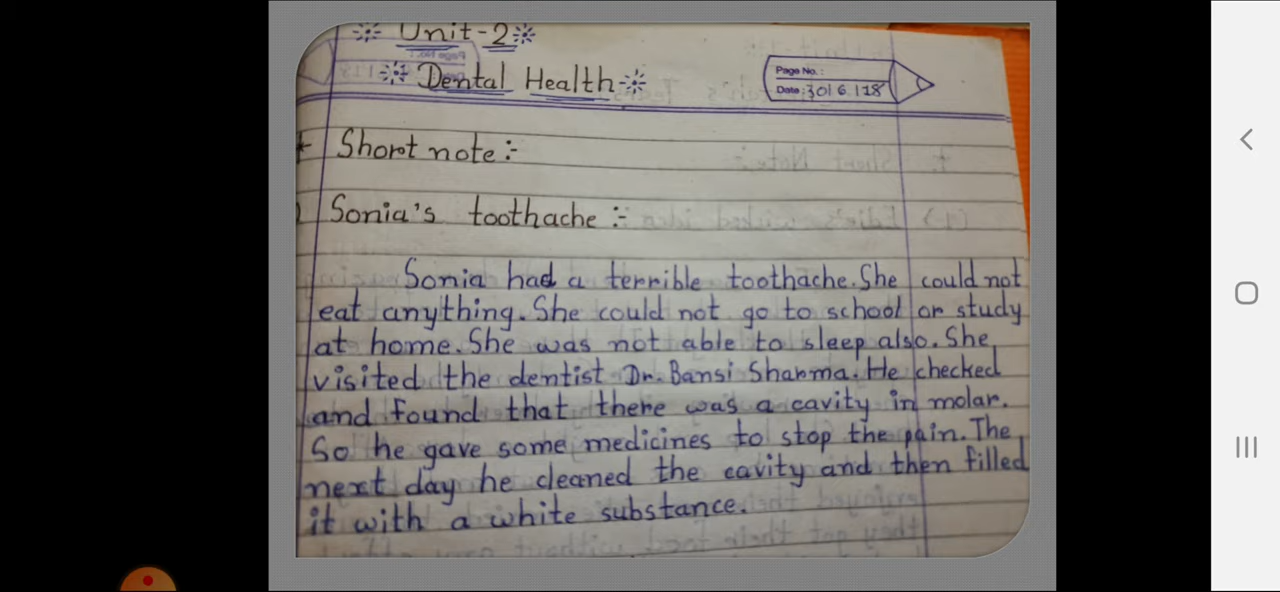 Unit-2
Dental Health
Page No.:
Date: 30/6/18
Short note :-
Sonia's toothache :-
Sonia had a terrible toothache. She could not
eat anything. She could not go to school or study
at home. She was not able to sleep also. She
visited the dentist Dr. Bansi Sharma. He checked
and found that there was a cavity in molar.
So he gave some medicines to stop the pain. The
next day he cleaned the cavity and then filled
it with a white substance.